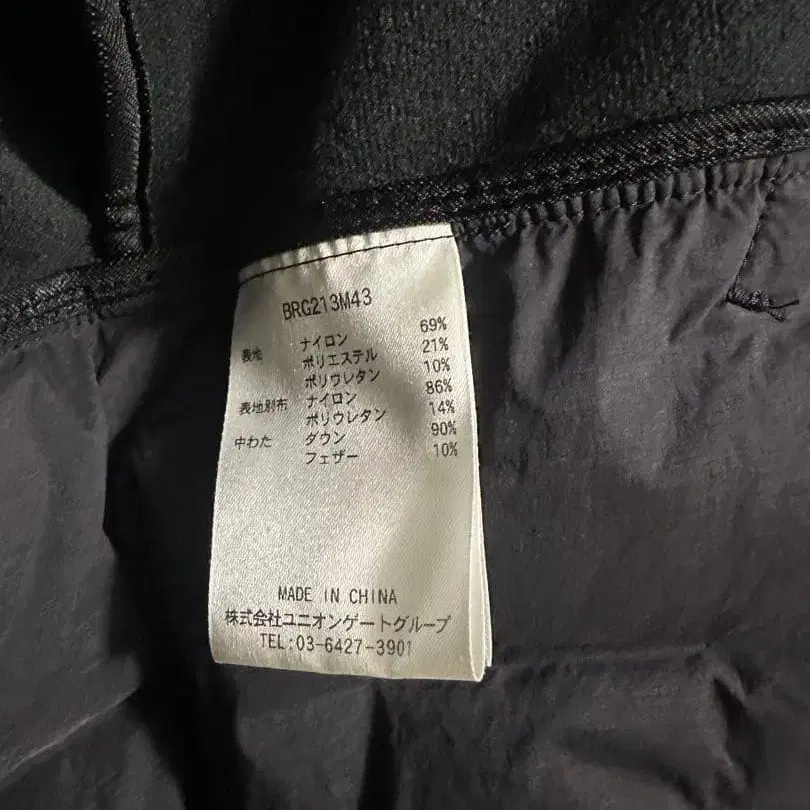 BRG213M43
表地 ナイロン 69%
ポリエステル 21%
ポリウレタン 10%
表地別布 ナイロン 86%
ポリウレタン 14%
中わた ダウン 90%
フェザー 10%
MADE IN CHINA
株式会社ユニオンゲートグループ
TEL:03-6427-3901